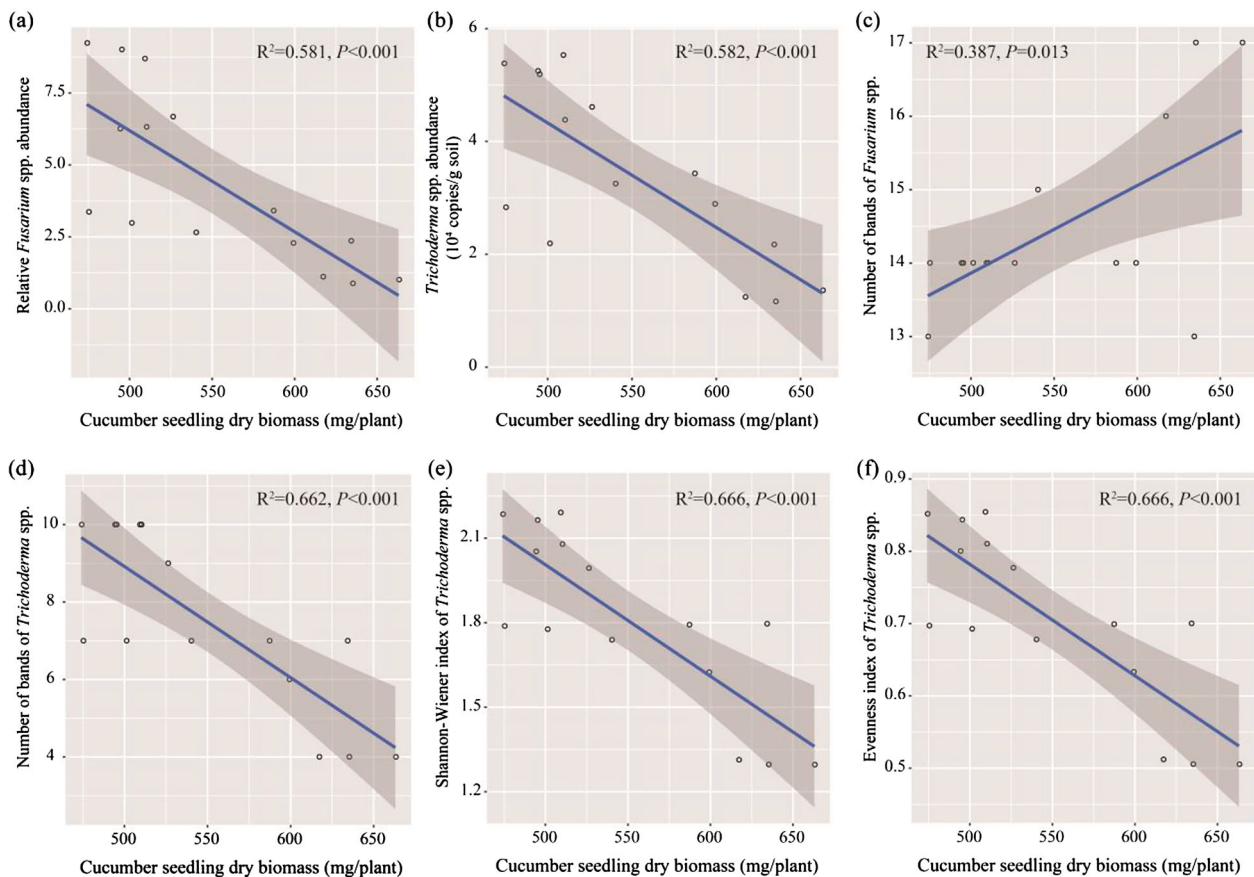 (a)
R²=0.581, P<0.001
Relative Fusarium spp. abundance
7.5
5.0
2.5
0.0
500
550
600
650
Cucumber seedling dry biomass (mg/plant)
(b)
R²=0.582, P<0.001
Trichoderma spp. abundance
(10⁴ copies/g soil)
6
4
2
0
500
550
600
650
Cucumber seedling dry biomass (mg/plant)
(c)
R²=0.387, P=0.013
Number of bands of Fusarium spp.
17
16
15
14
13
500
550
600
650
Cucumber seedling dry biomass (mg/plant)
(d)
R²=0.662, P<0.001
Number of bands of Trichoderma spp.
10
8
6
4
500
550
600
650
Cucumber seedling dry biomass (mg/plant)
(e)
R²=0.666, P<0.001
Shannon-Wiener index of Trichoderma spp.
2.1
1.8
1.5
1.2
500
550
600
650
Cucumber seedling dry biomass (mg/plant)
(f)
R²=0.666, P<0.001
Evenness index of Trichoderma spp.
0.9
0.8
0.7
0.6
0.5
500
550
600
650
Cucumber seedling dry biomass (mg/plant)